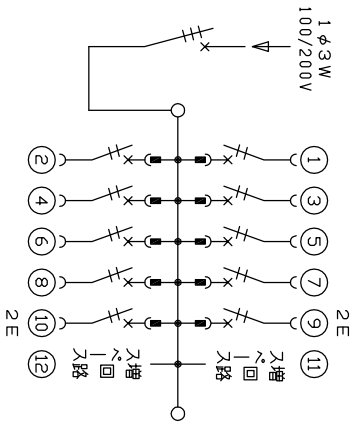 1φ3W
100/200V
① ③ ⑤ ⑦ ⑨ ⑪
2E
増回路
スペース
増回路
スペース
② ④ ⑥ ⑧ ⑩ ⑫
2E